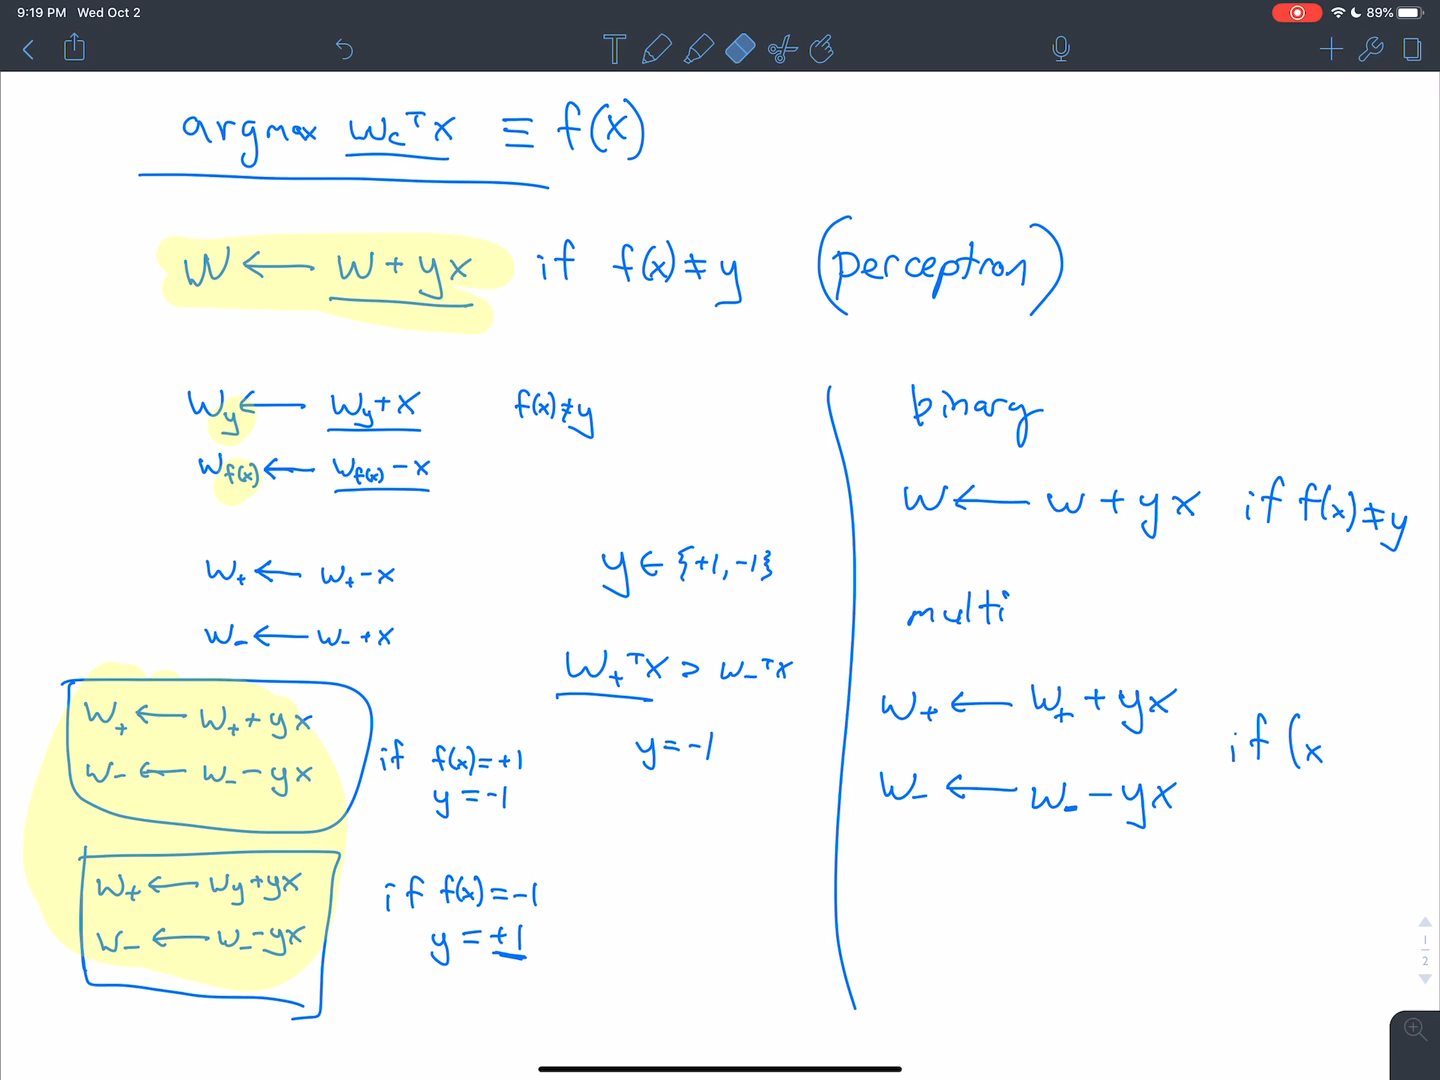 9:19 PM Wed Oct 2
89%
argmax w_c^T x ≡ f(x)
W ← w + yx if f(x) ≠ y (perceptron)
w_y ← w_y + x f(x) ≠ y
w_f(x) ← w_f(x) − x
w_+ ← w_+ − x
w_− ← w_− + x
y ∈ {+1, −1}
w_+^T x > w_−^T x
y = −1
w_+ ← w_+ + yx
w_− ← w_− − yx
if f(x) = +1
y = −1
w_+ ← w_y + yx
w_− ← w_− − yx
if f(x) = −1
y = +1
binary
w ← w + yx if f(x) ≠ y
multi
w_+ ← w_+ + yx
w_− ← w_− − yx
if (x
1
2